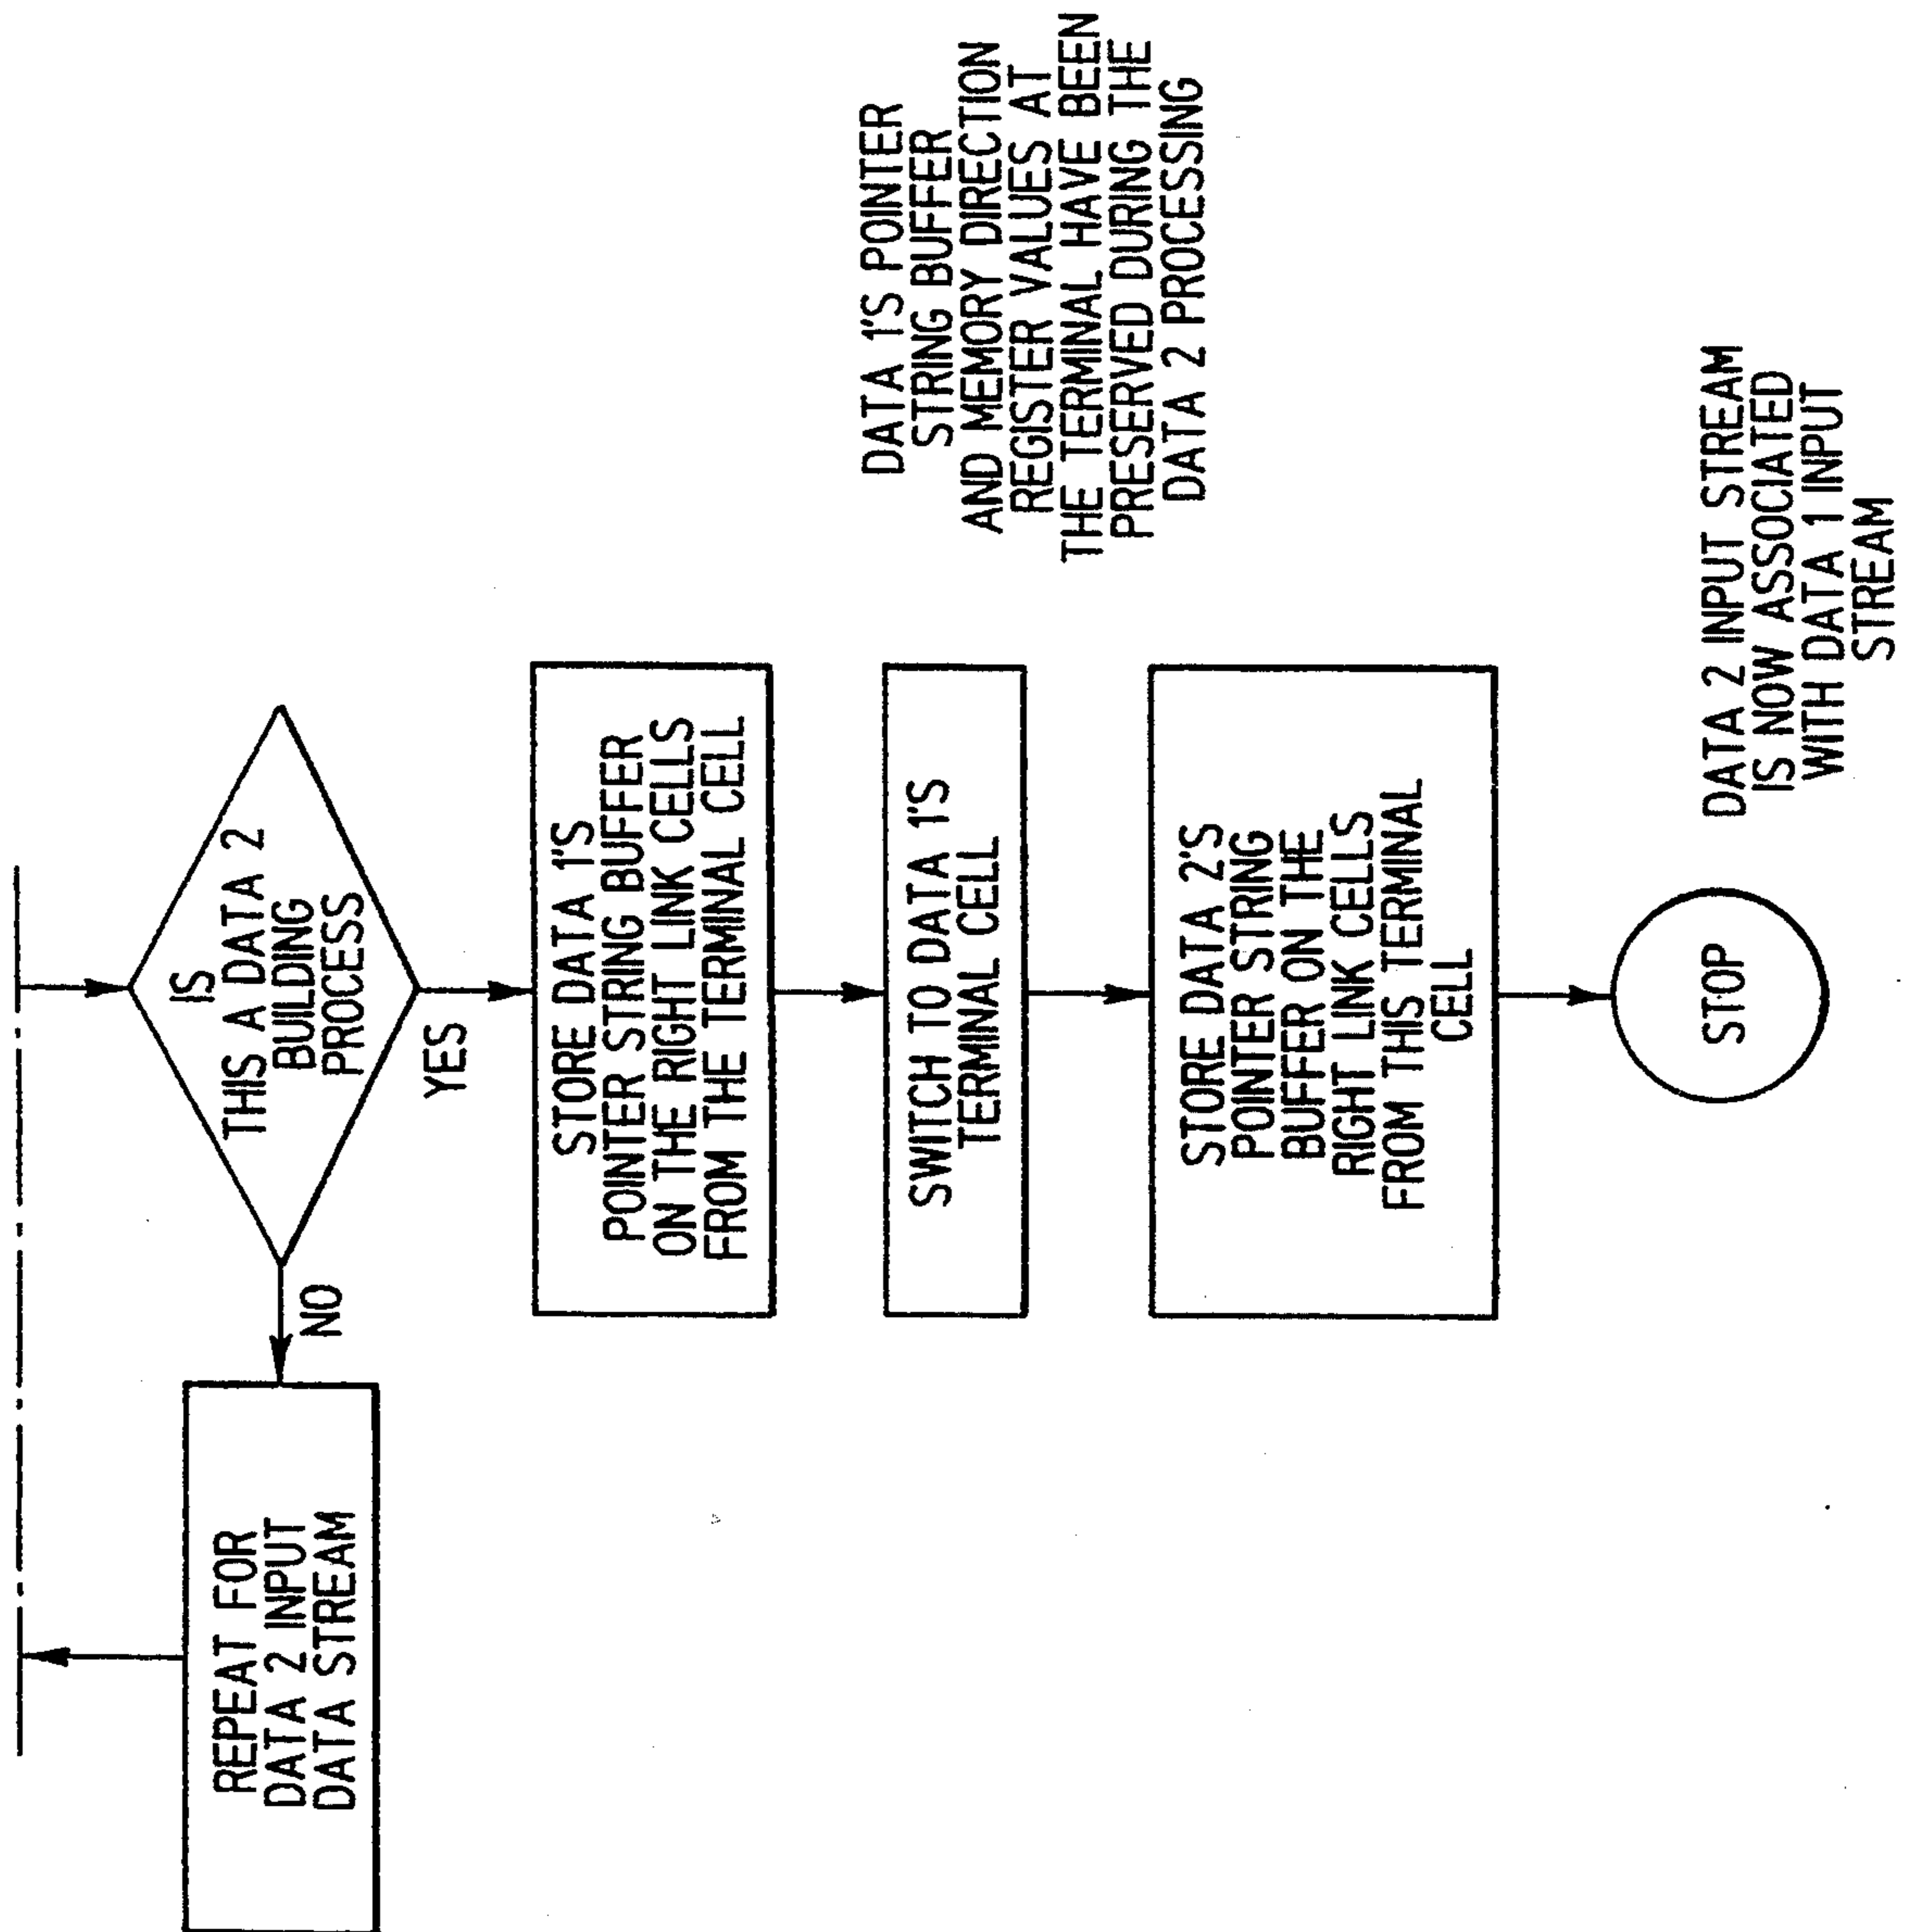 IS
THIS A DATA 2
BUILDING
PROCESS
NO
YES
REPEAT FOR
DATA 2 INPUT
DATA STREAM
STORE DATA 1'S
POINTER STRING BUFFER
ON THE RIGHT LINK CELLS
FROM THE TERMINAL CELL
SWITCH TO DATA 1'S
TERMINAL CELL
DATA 1'S POINTER
STRING BUFFER
AND MEMORY DIRECTION
REGISTER VALUES AT
THE TERMINAL HAVE BEEN
PRESERVED DURING THE
DATA 2 PROCESSING
STORE DATA 2'S
POINTER STRING
BUFFER ON THE
RIGHT LINK CELLS
FROM THIS TERMINAL
CELL
STOP
DATA 2 INPUT STREAM
IS NOW ASSOCIATED
WITH DATA 1 INPUT
STREAM